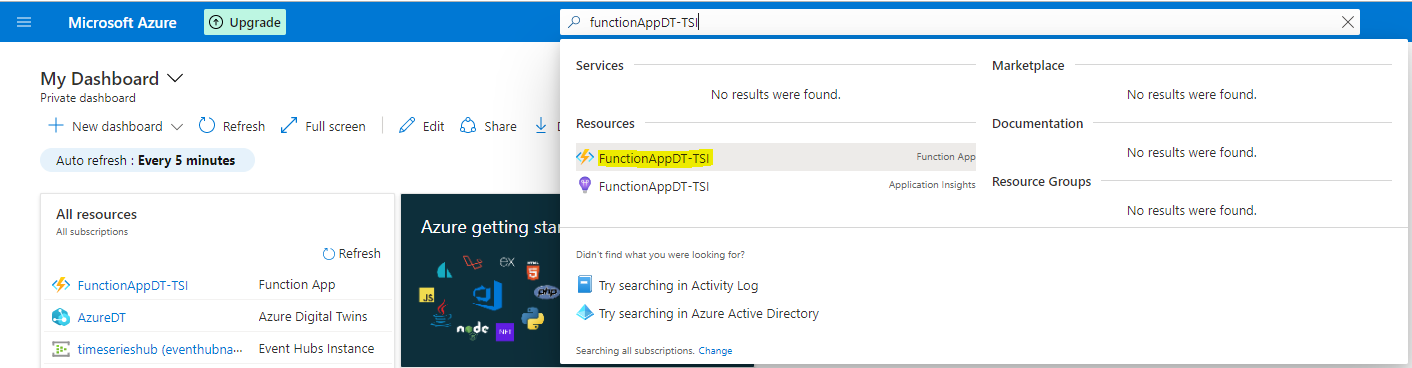 Microsoft Azure
Upgrade
functionAppDT-TSI
My Dashboard
Private dashboard
New dashboard
Refresh
Full screen
Edit
Share
Auto refresh : Every 5 minutes
All resources
All subscriptions
Refresh
FunctionAppDT-TSI Function App
AzureDT Azure Digital Twins
timeserieshub (eventhubna... Event Hubs Instance
Azure getting star
JS
ex
5
php
node
.NET
Services
No results were found.
Resources
FunctionAppDT-TSI Function App
FunctionAppDT-TSI Application Insights
Marketplace
No results were found.
Documentation
No results were found.
Resource Groups
No results were found.
Didn't find what you were looking for?
Try searching in Activity Log
Try searching in Azure Active Directory
Searching all subscriptions. Change